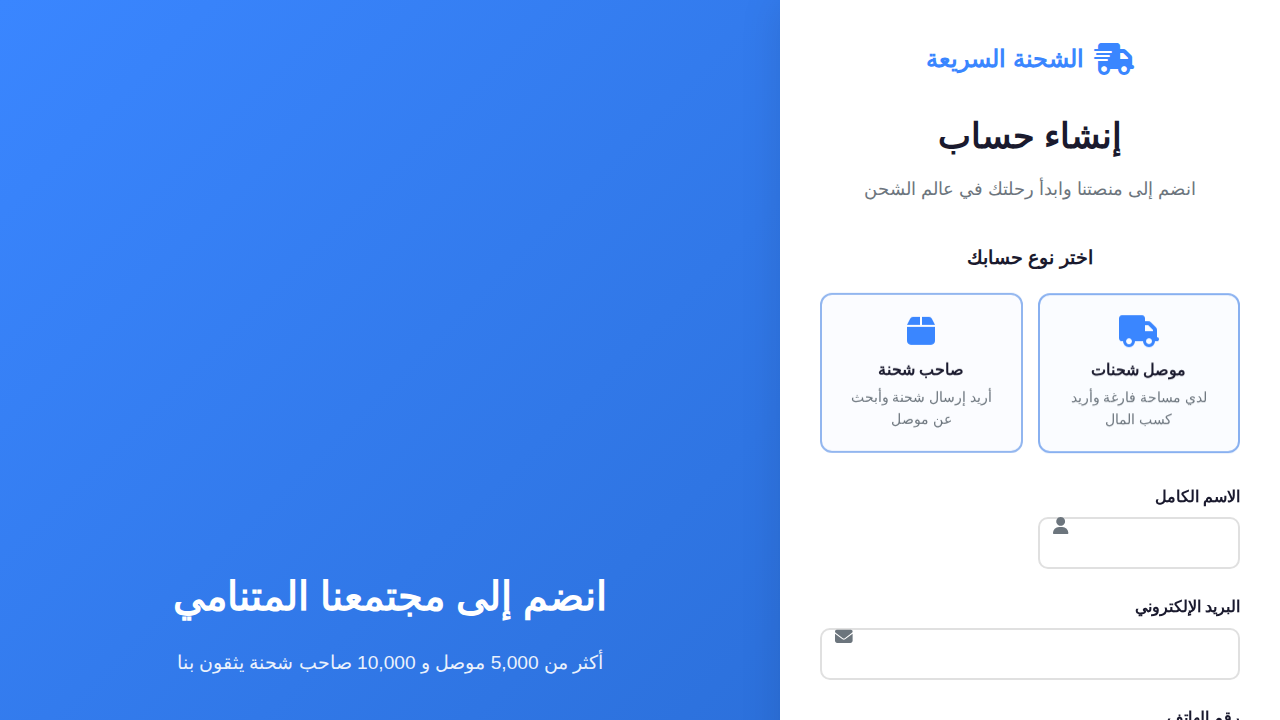 الشحنة السريعة
إنشاء حساب
انضم إلى منصتنا وابدأ رحلتك في عالم الشحن
اختر نوع حسابك
موصل شحنات
لدي مساحة فارغة وأريد
كسب المال
صاحب شحنة
أريد إرسال شحنة وأبحث
عن موصل
الاسم الكامل
البريد الإلكتروني
رقم الهاتف
انضم إلى مجتمعنا المتنامي
أكثر من 5,000 موصل و 10,000 صاحب شحنة يثقون بنا